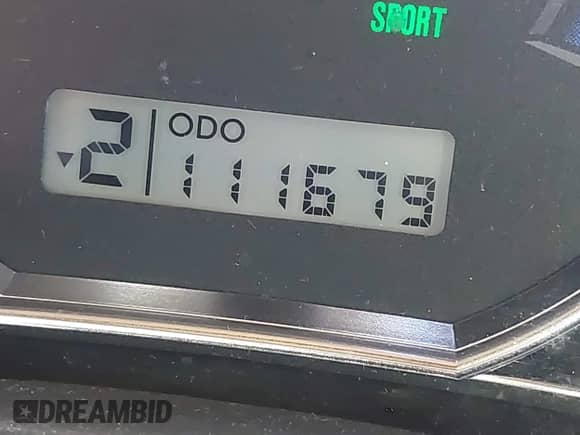 SPORT
2 ODO
111679
DREAMBID